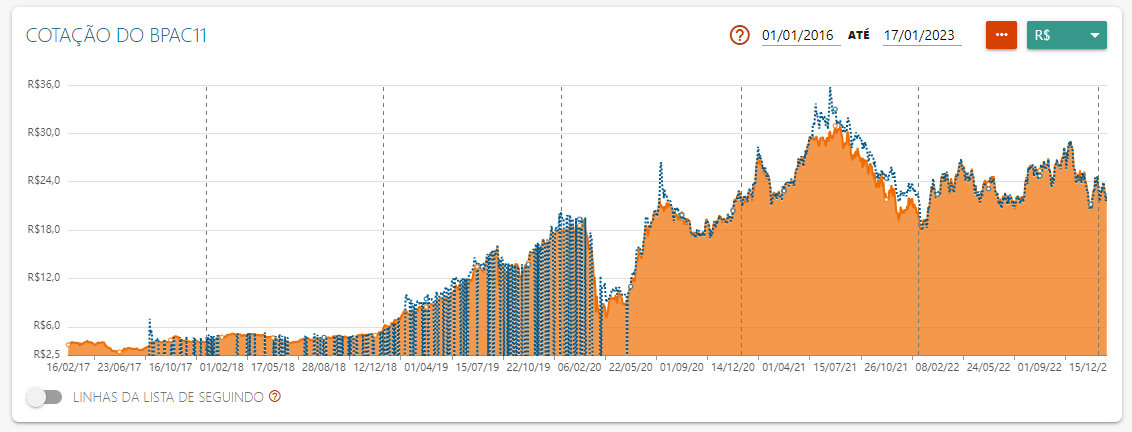 COTAÇÃO DO BPAC11
01/01/2016 ATÉ 17/01/2023 R$
R$36,0
R$30,0
R$24,0
R$18,0
R$12,0
R$6,0
R$2,5
16/02/17 23/06/17 16/10/17 01/02/18 17/05/18 28/08/18 12/12/18 01/04/19 15/07/19 22/10/19 06/02/20 22/05/20 01/09/20 14/12/20 01/04/21 15/07/21 26/10/21 08/02/22 24/05/22 01/09/22 15/12/2
LINHAS DA LISTA DE SEGUINDO